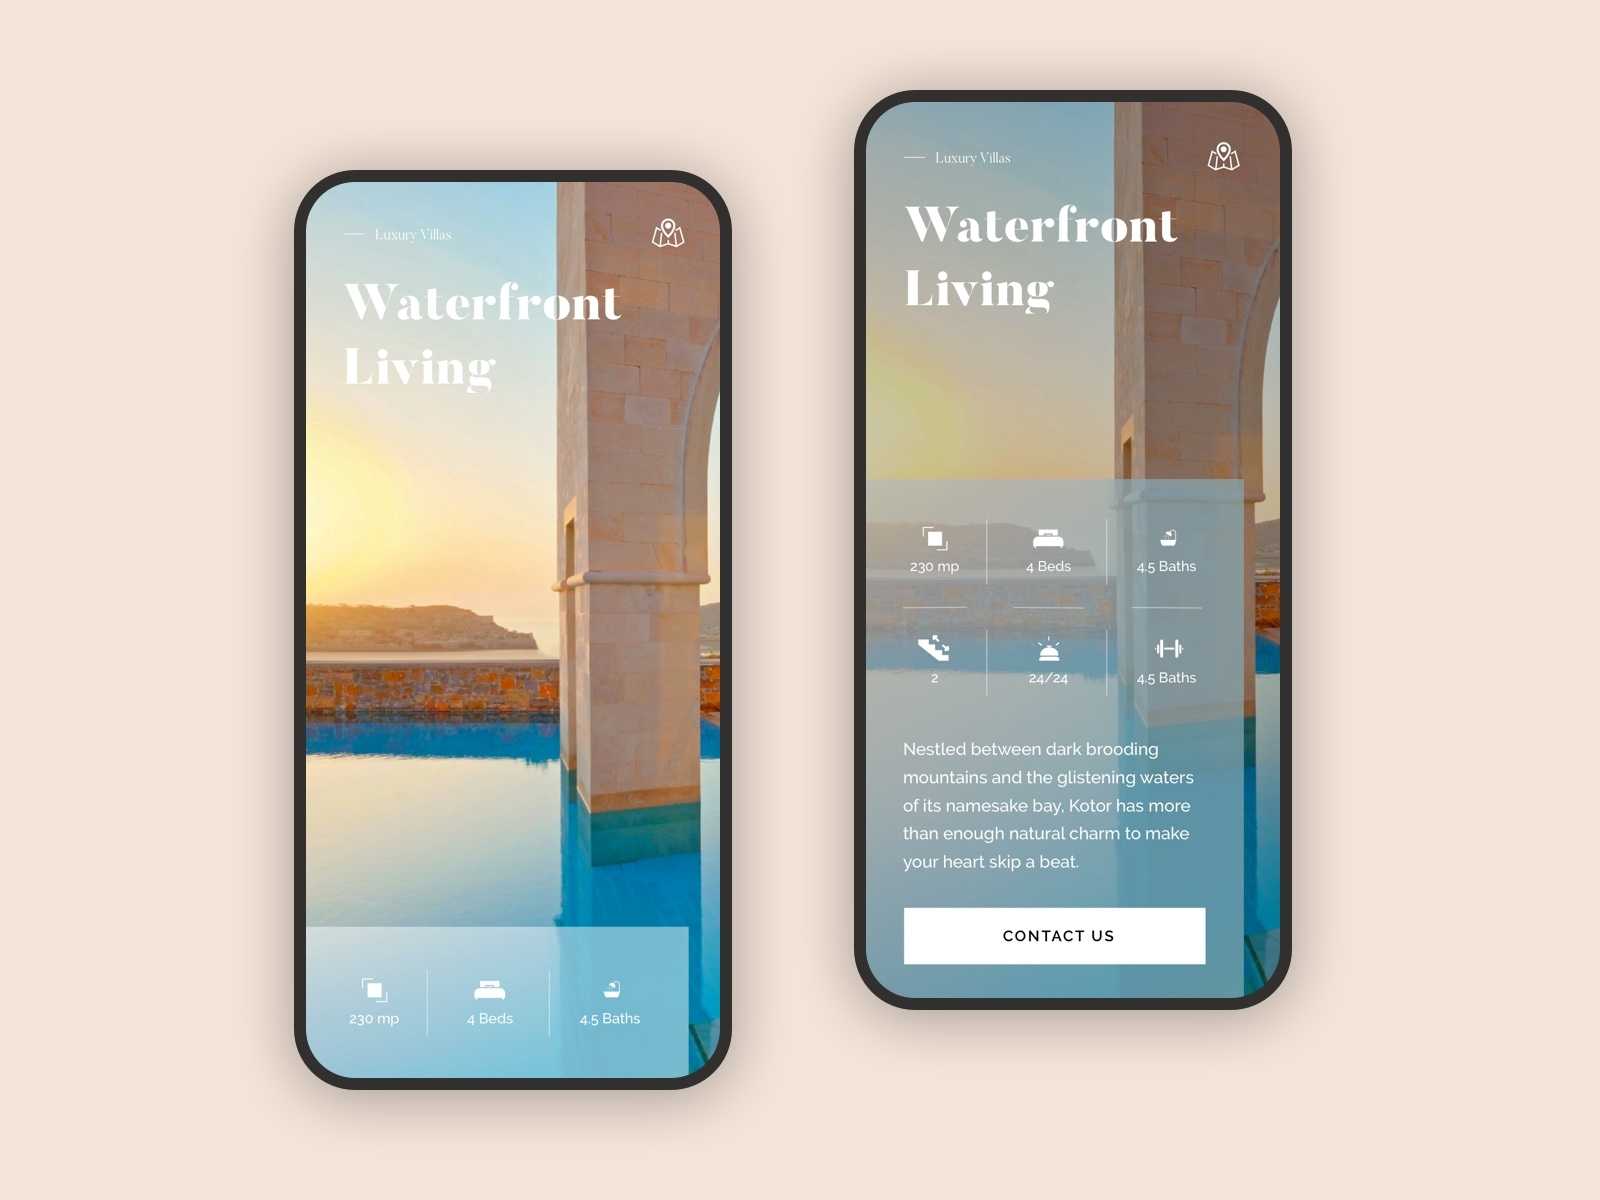 Luxury Villas
Waterfront
Living
230 mp
4 Beds
4.5 Baths
Luxury Villas
Waterfront
Living
230 mp
4 Beds
4.5 Baths
2
24/24
4.5 Baths
Nestled between dark brooding
mountains and the glistening waters
of its namesake bay, Kotor has more
than enough natural charm to make
your heart skip a beat.
CONTACT US